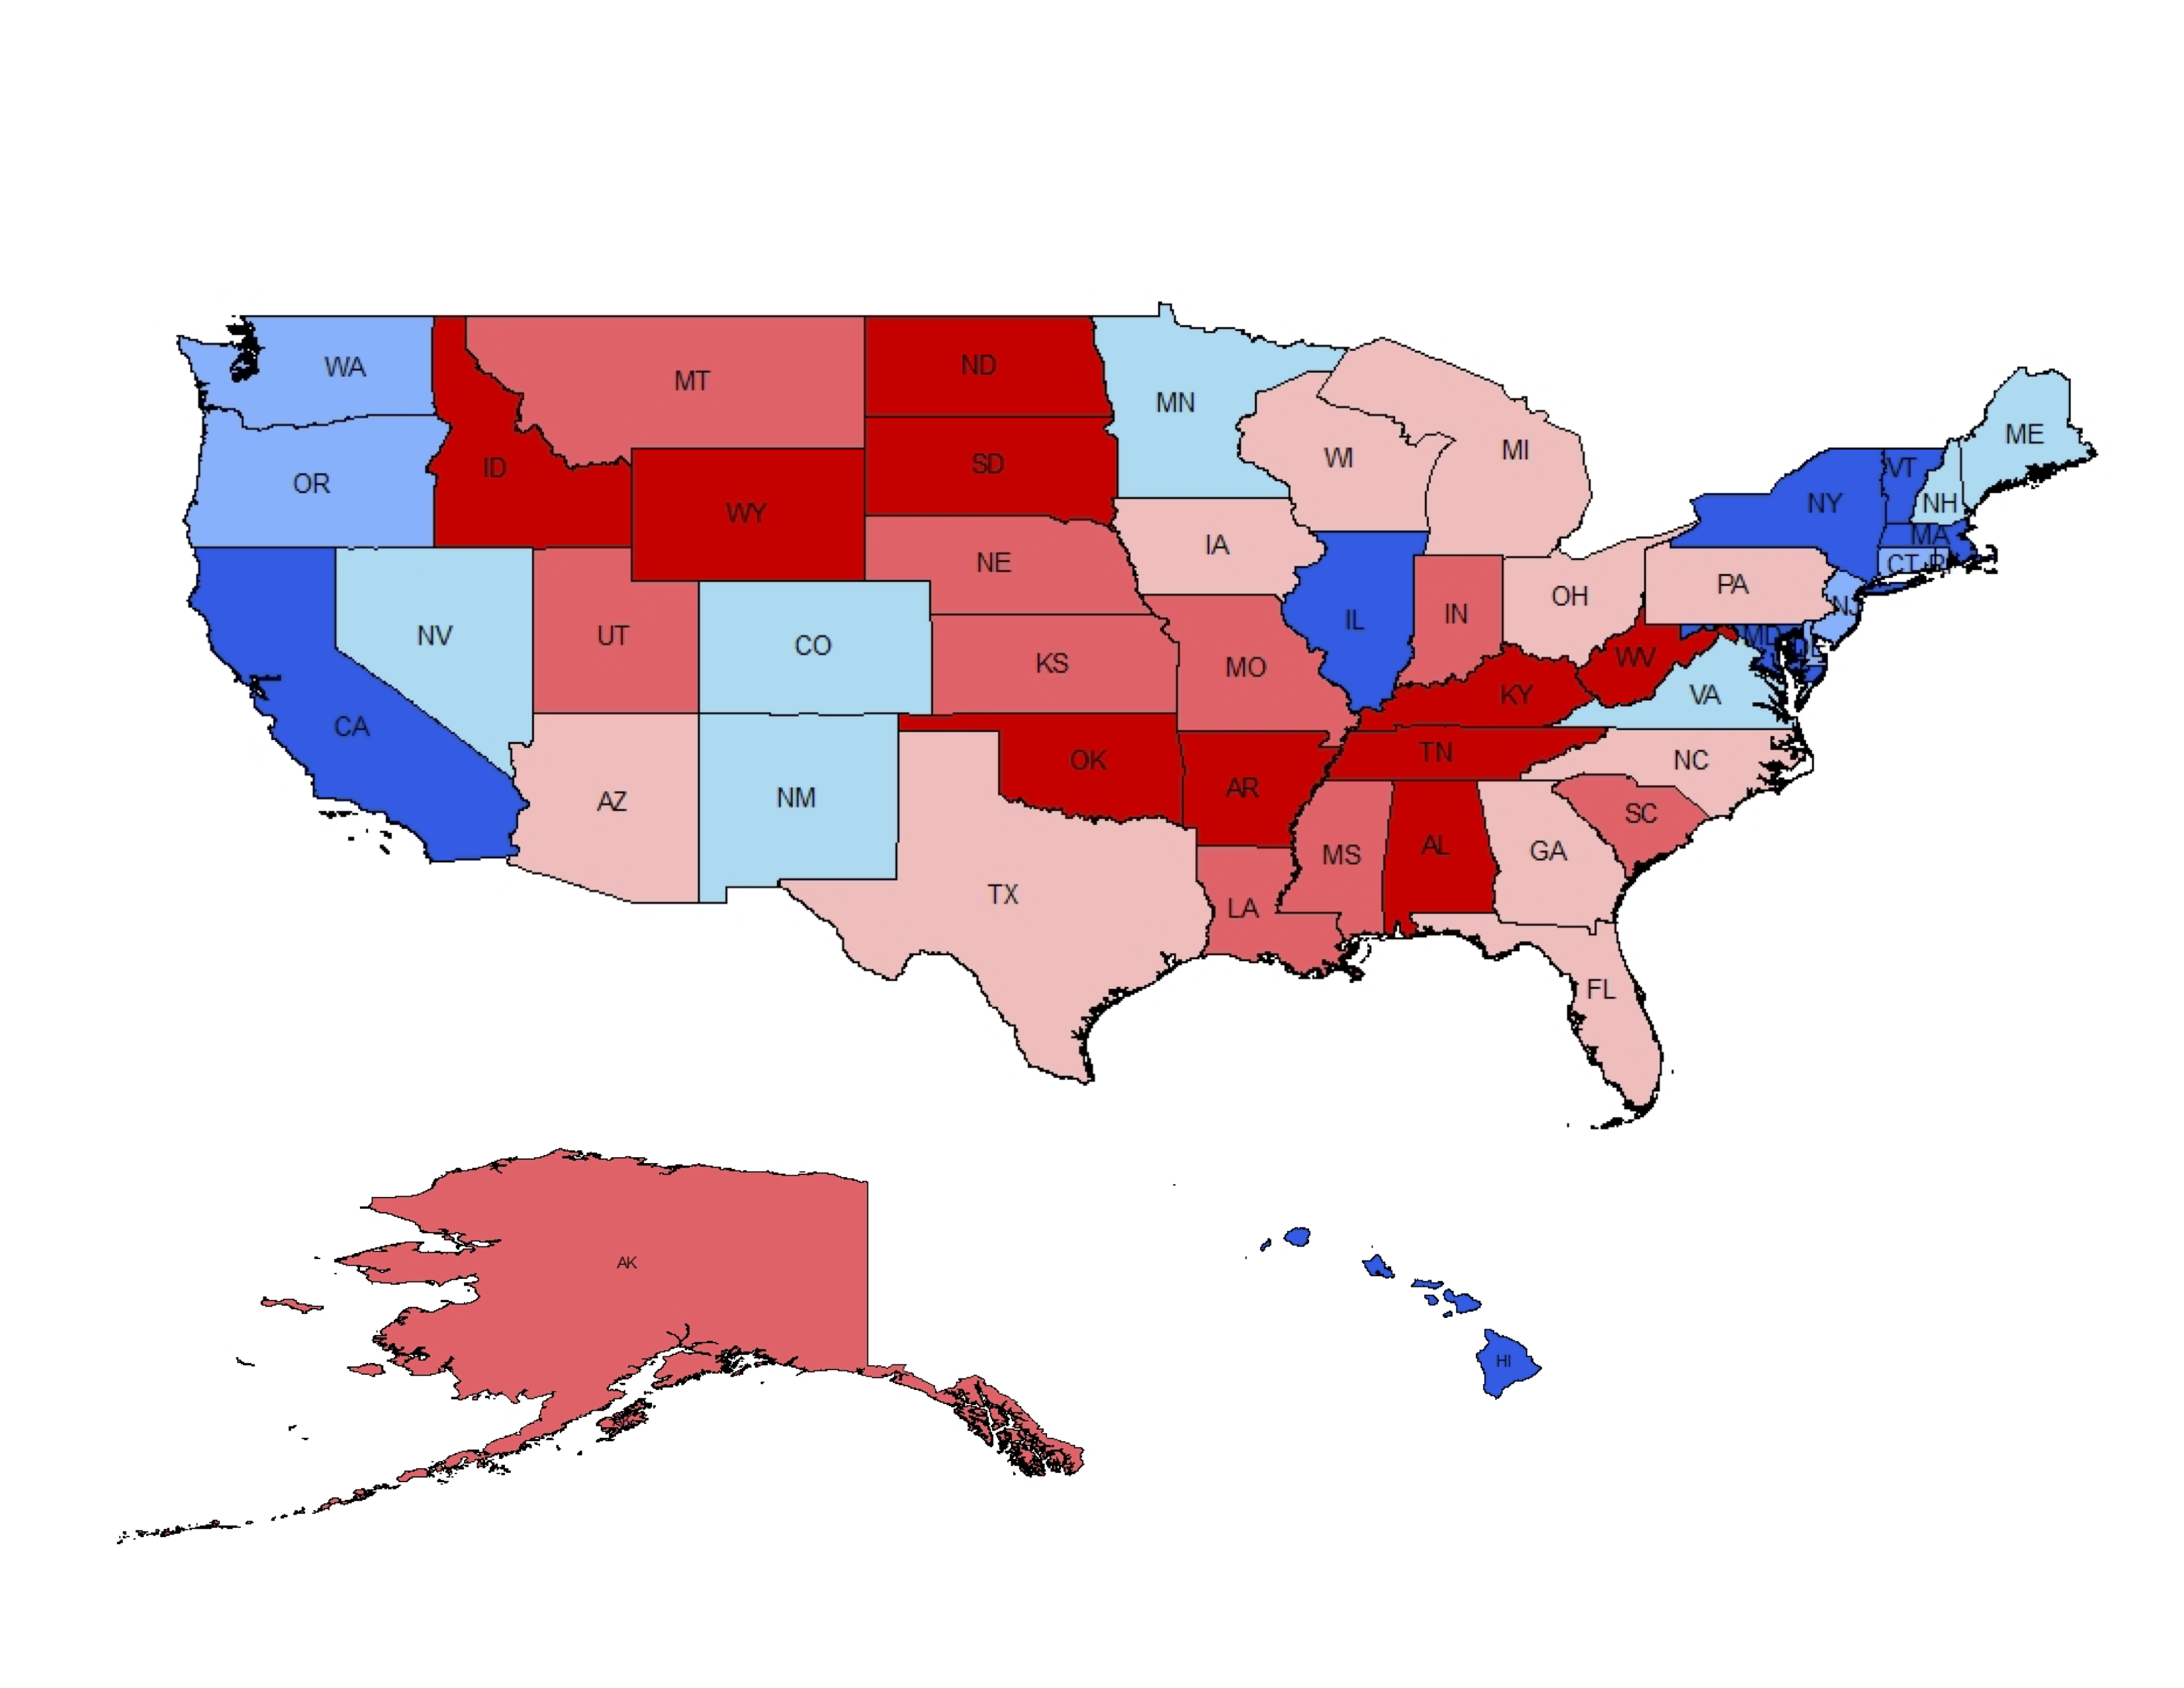 WA
MT
ND
MN
OR
ID
SD
WI
MI
ME
VT
NY
NH
WY
MA
IA
NE
CT
RI
PA
OH
NV
UT
CO
IL
IN
NJ
MD
DE
KS
MO
WV
KY
VA
CA
OK
TN
NC
AZ
NM
AR
SC
MS
AL
GA
TX
LA
FL
AK
HI